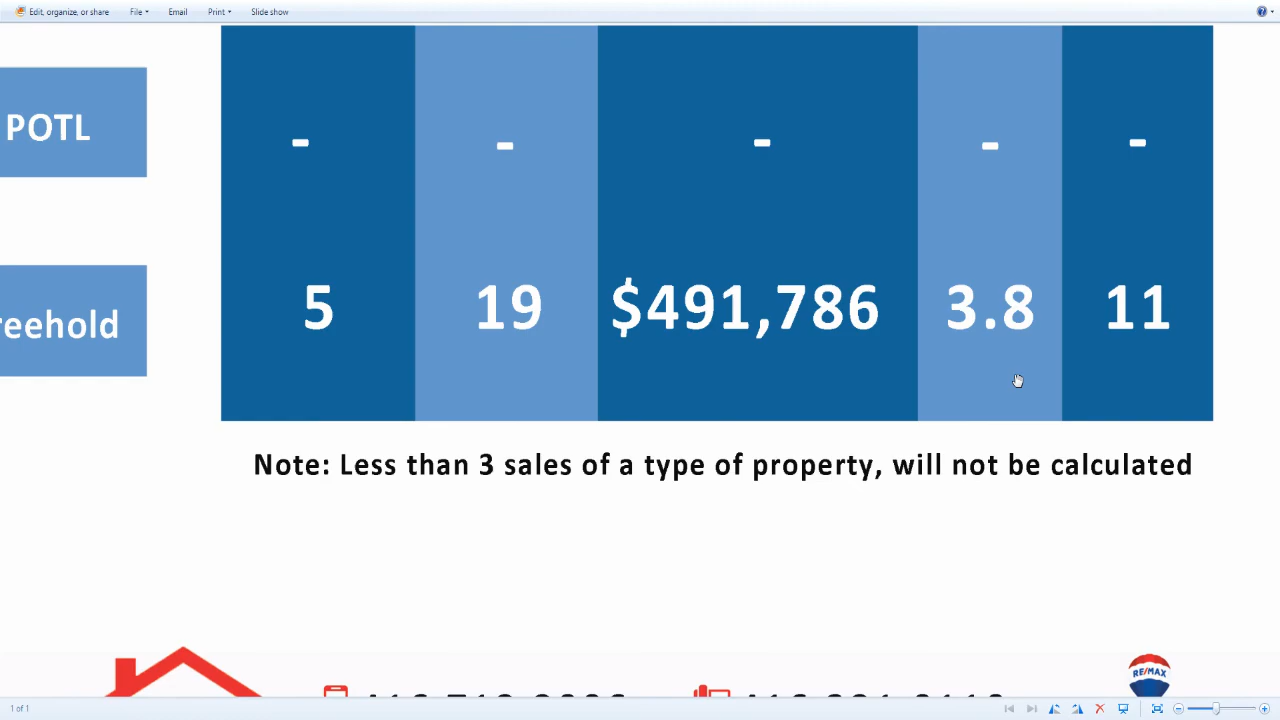 Edit, organize, or share File Email Print Slide show
POTL - - - - -
reehold 5 19 $491,786 3.8 11
Note: Less than 3 sales of a type of property, will not be calculated
RE/MAX
1 of 1